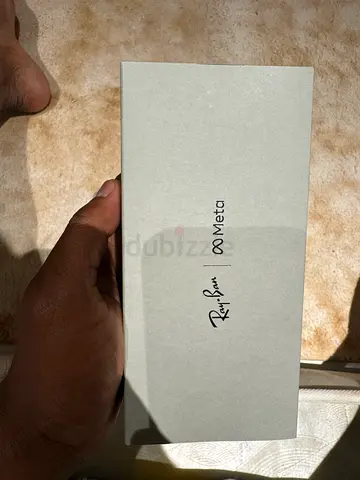 Ray-Ban | ∞ Meta
dubizzle